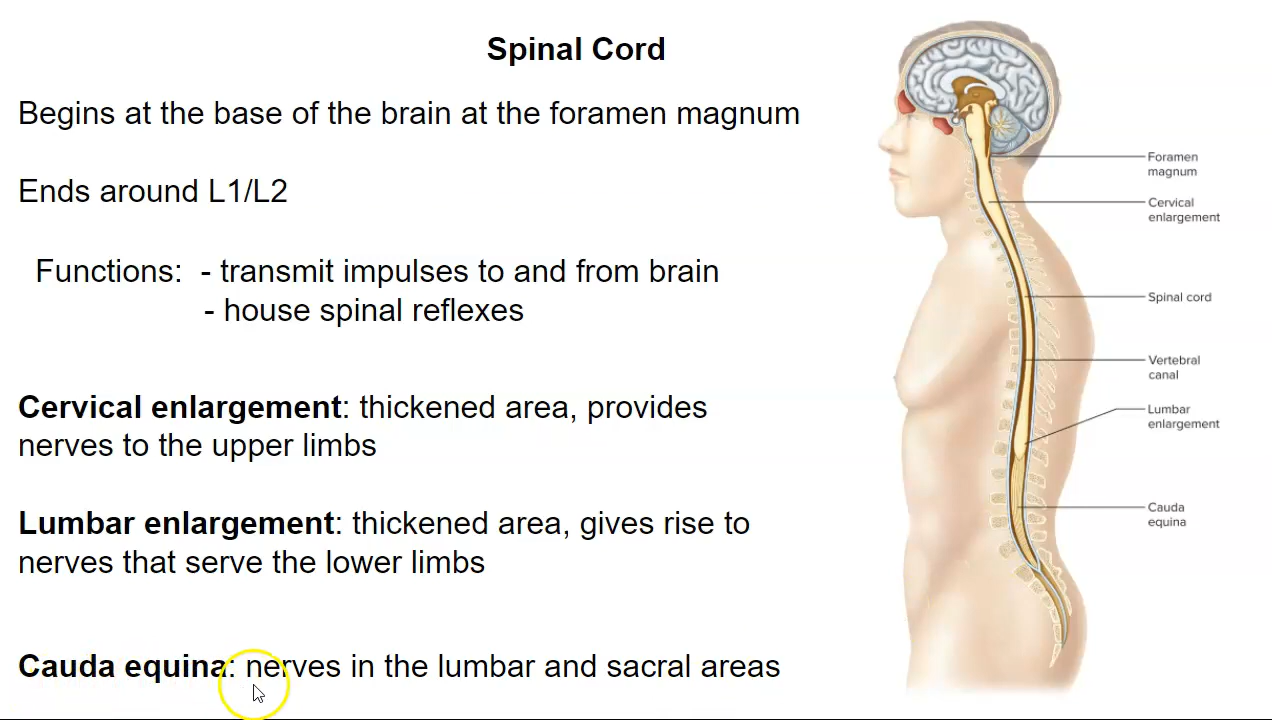 Spinal Cord
Begins at the base of the brain at the foramen magnum
Ends around L1/L2
Functions: - transmit impulses to and from brain
- house spinal reflexes
Cervical enlargement: thickened area, provides
nerves to the upper limbs
Lumbar enlargement: thickened area, gives rise to
nerves that serve the lower limbs
Cauda equina: nerves in the lumbar and sacral areas
Foramen
magnum
Cervical
enlargement
Spinal cord
Vertebral
canal
Lumbar
enlargement
Cauda
equina